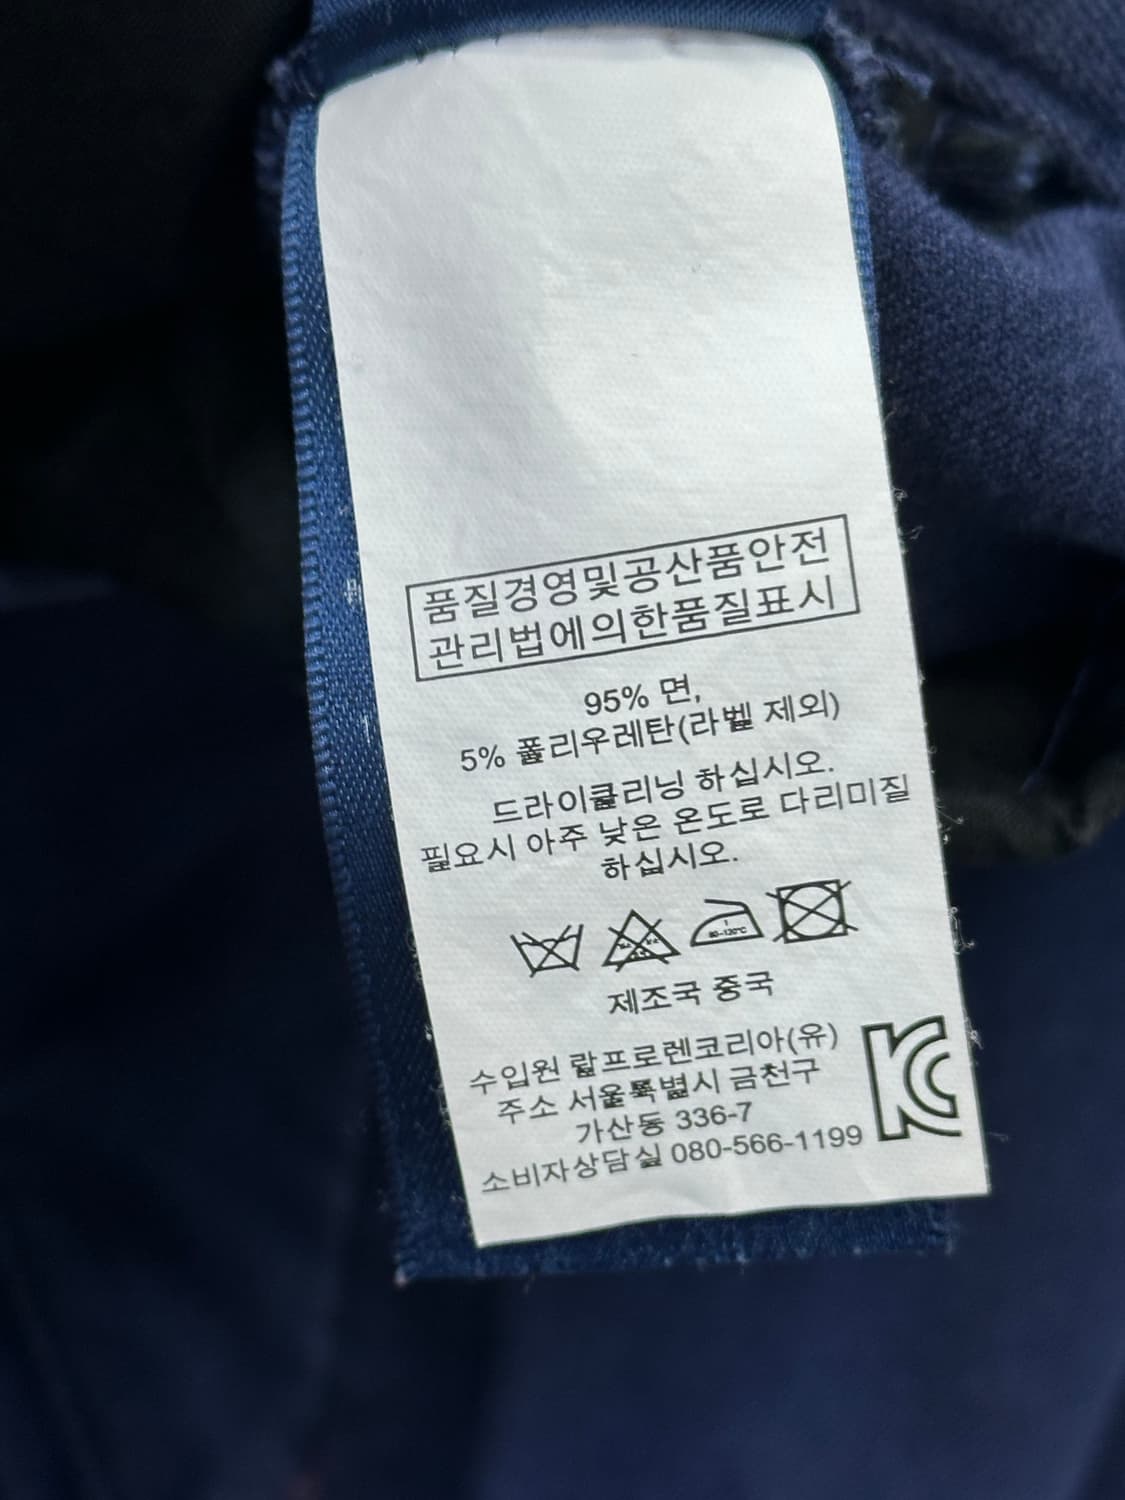 품질경영및공산품안전
관리법에의한품질표시
95% 면,
5% 폴리우레탄(라벨 제외)
드라이클리닝 하십시오.
필요시 아주 낮은 온도로 다리미질
하십시오.
80~120℃
제조국 중국
수입원 랄프로렌코리아(유)
주소 서울특별시 금천구
가산동 336-7
소비자상담실 080-566-1199
KC